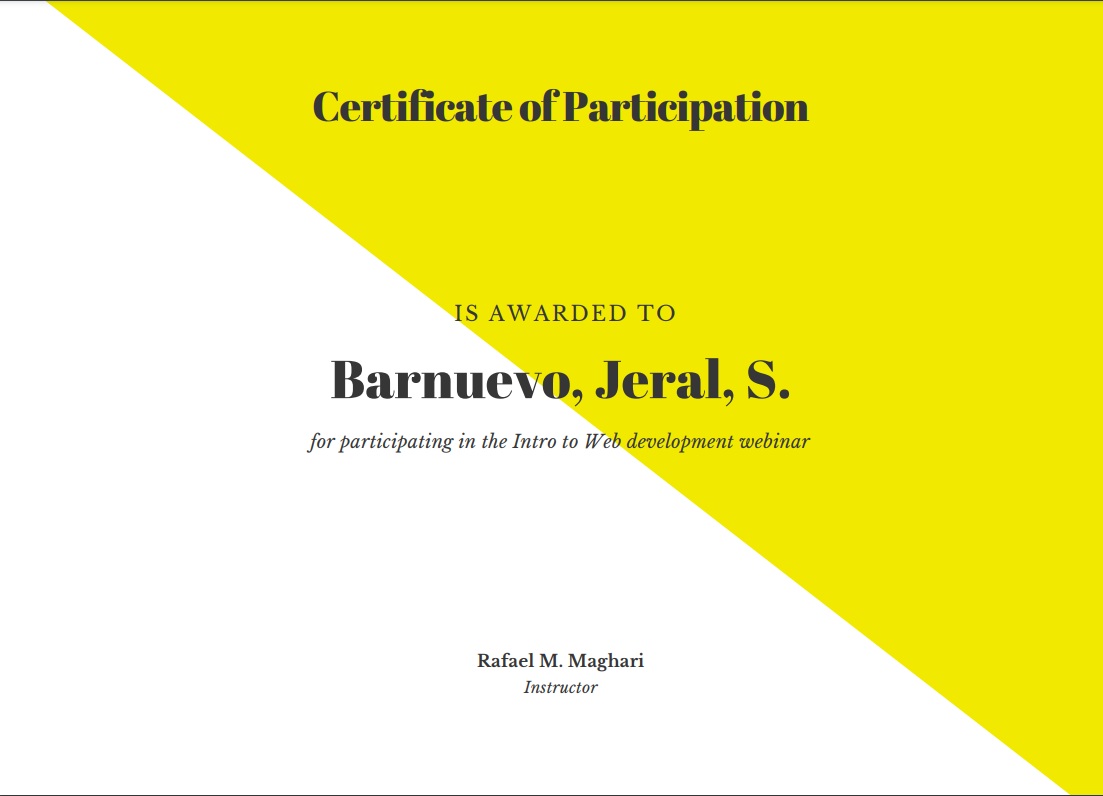 Certificate of Participation
IS AWARDED TO
Barnuevo, Jeral, S.
for participating in the Intro to Web development webinar
Rafael M. Maghari
Instructor